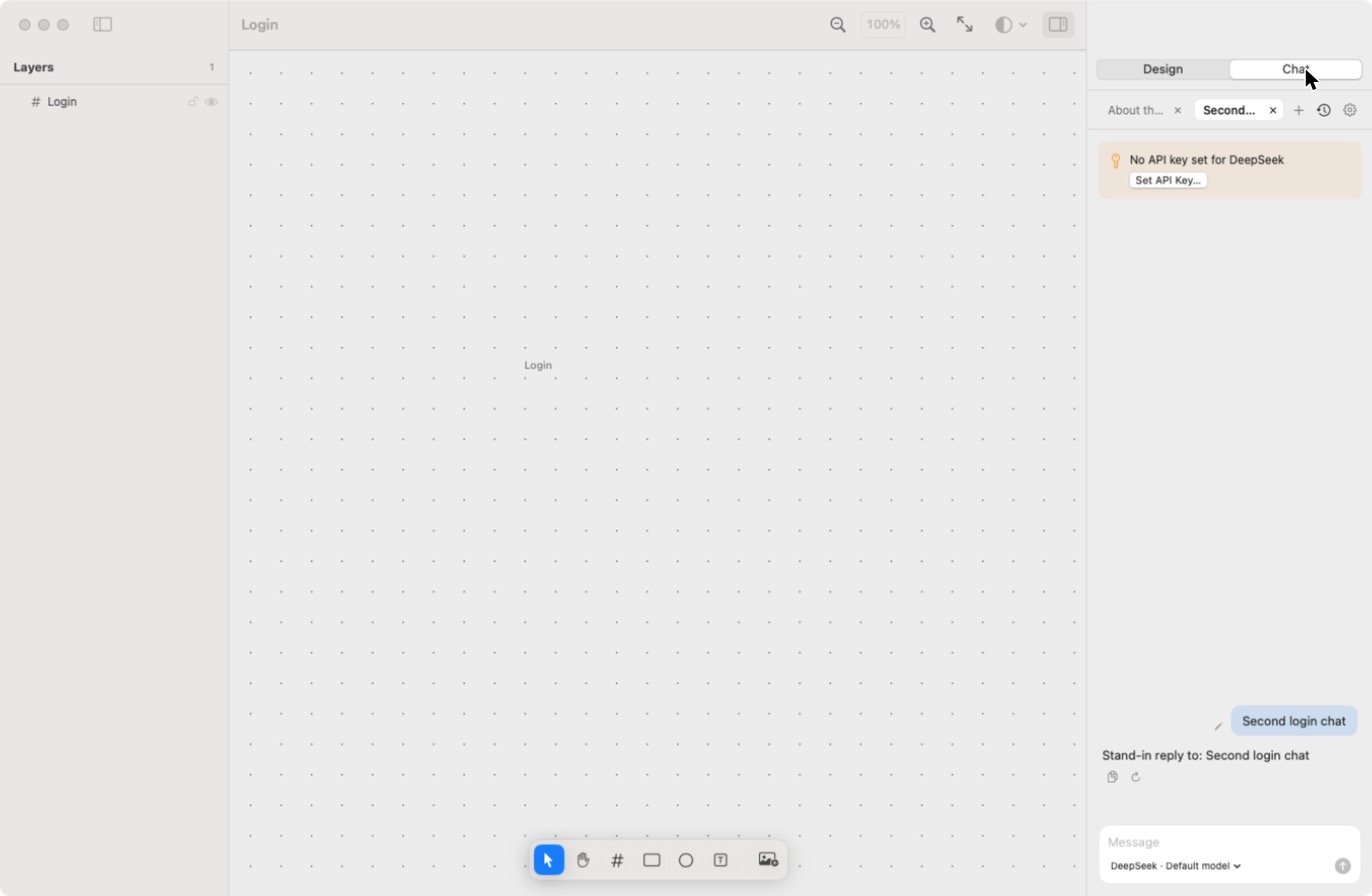 Login
100%
Layers
1
Login
Login
Design
Chat
About th...
Second...
No API key set for DeepSeek
Set API Key...
Second login chat
Stand-in reply to: Second login chat
Message
DeepSeek · Default model